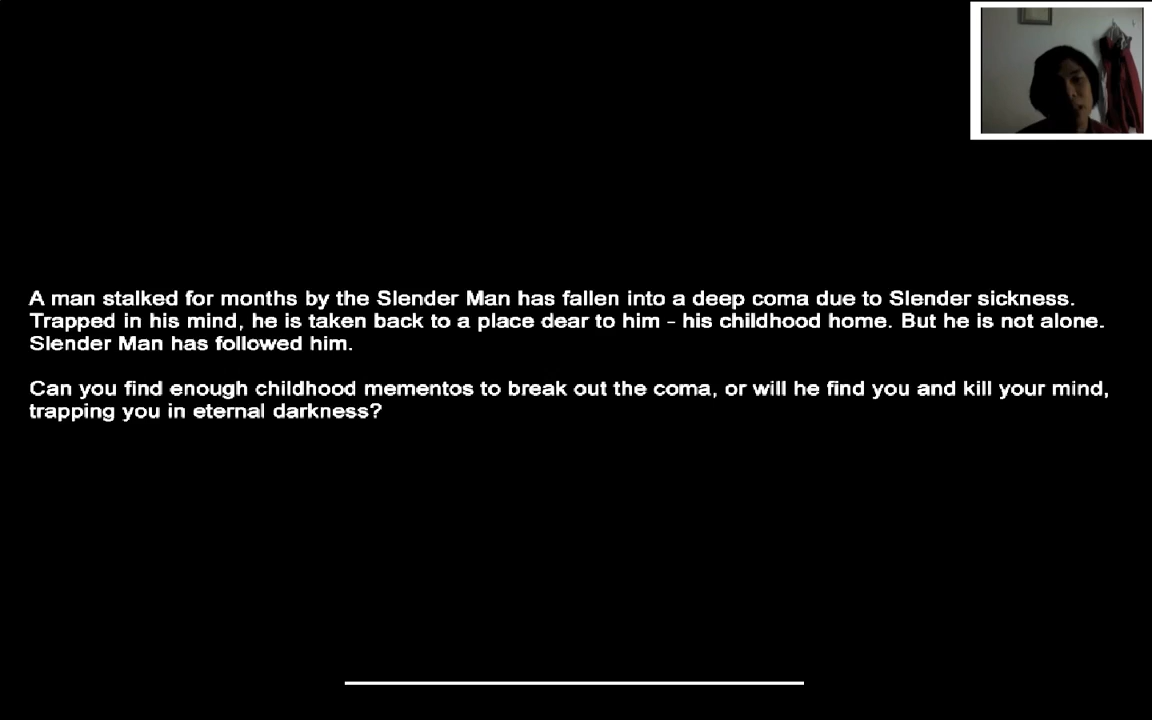 A man stalked for months by the Slender Man has fallen into a deep coma due to Slender sickness.
Trapped in his mind, he is taken back to a place dear to him - his childhood home. But he is not alone.
Slender Man has followed him.
Can you find enough childhood mementos to break out the coma, or will he find you and kill your mind,
trapping you in eternal darkness?